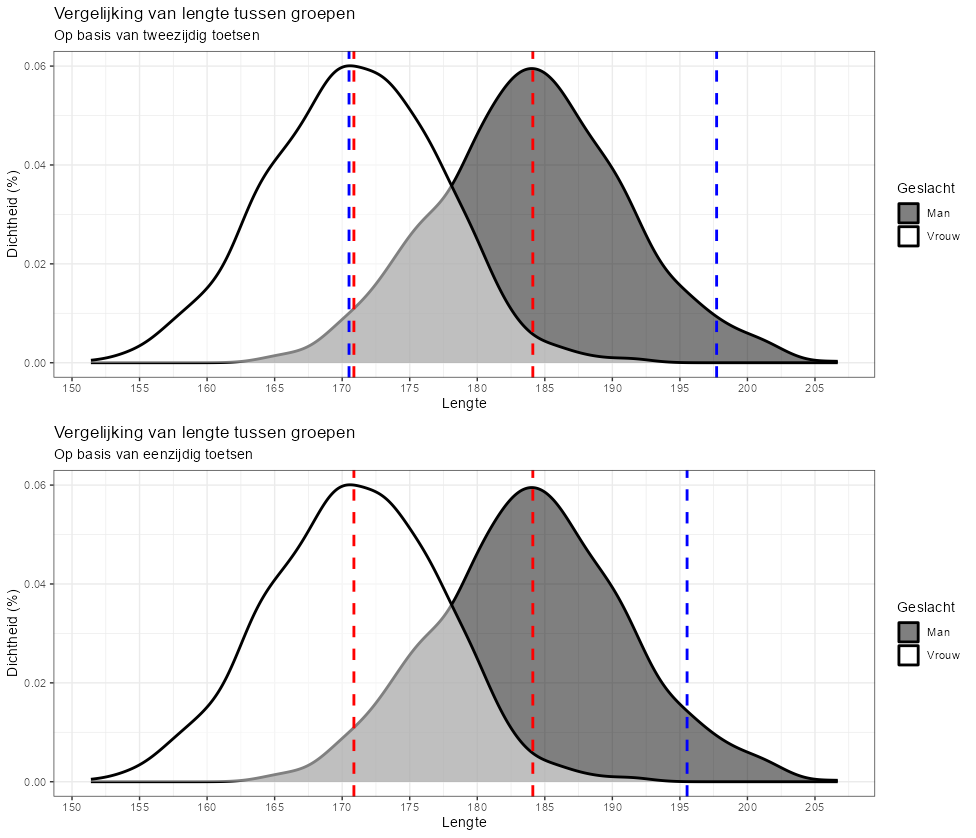 Vergelijking van lengte tussen groepen
Op basis van tweezijdig toetsen
Dichtheid (%)
0.06
0.04
0.02
0.00
150 155 160 165 170 175 180 185 190 195 200 205
Lengte
Geslacht
Man
Vrouw
Vergelijking van lengte tussen groepen
Op basis van eenzijdig toetsen
Dichtheid (%)
0.06
0.04
0.02
0.00
150 155 160 165 170 175 180 185 190 195 200 205
Lengte
Geslacht
Man
Vrouw